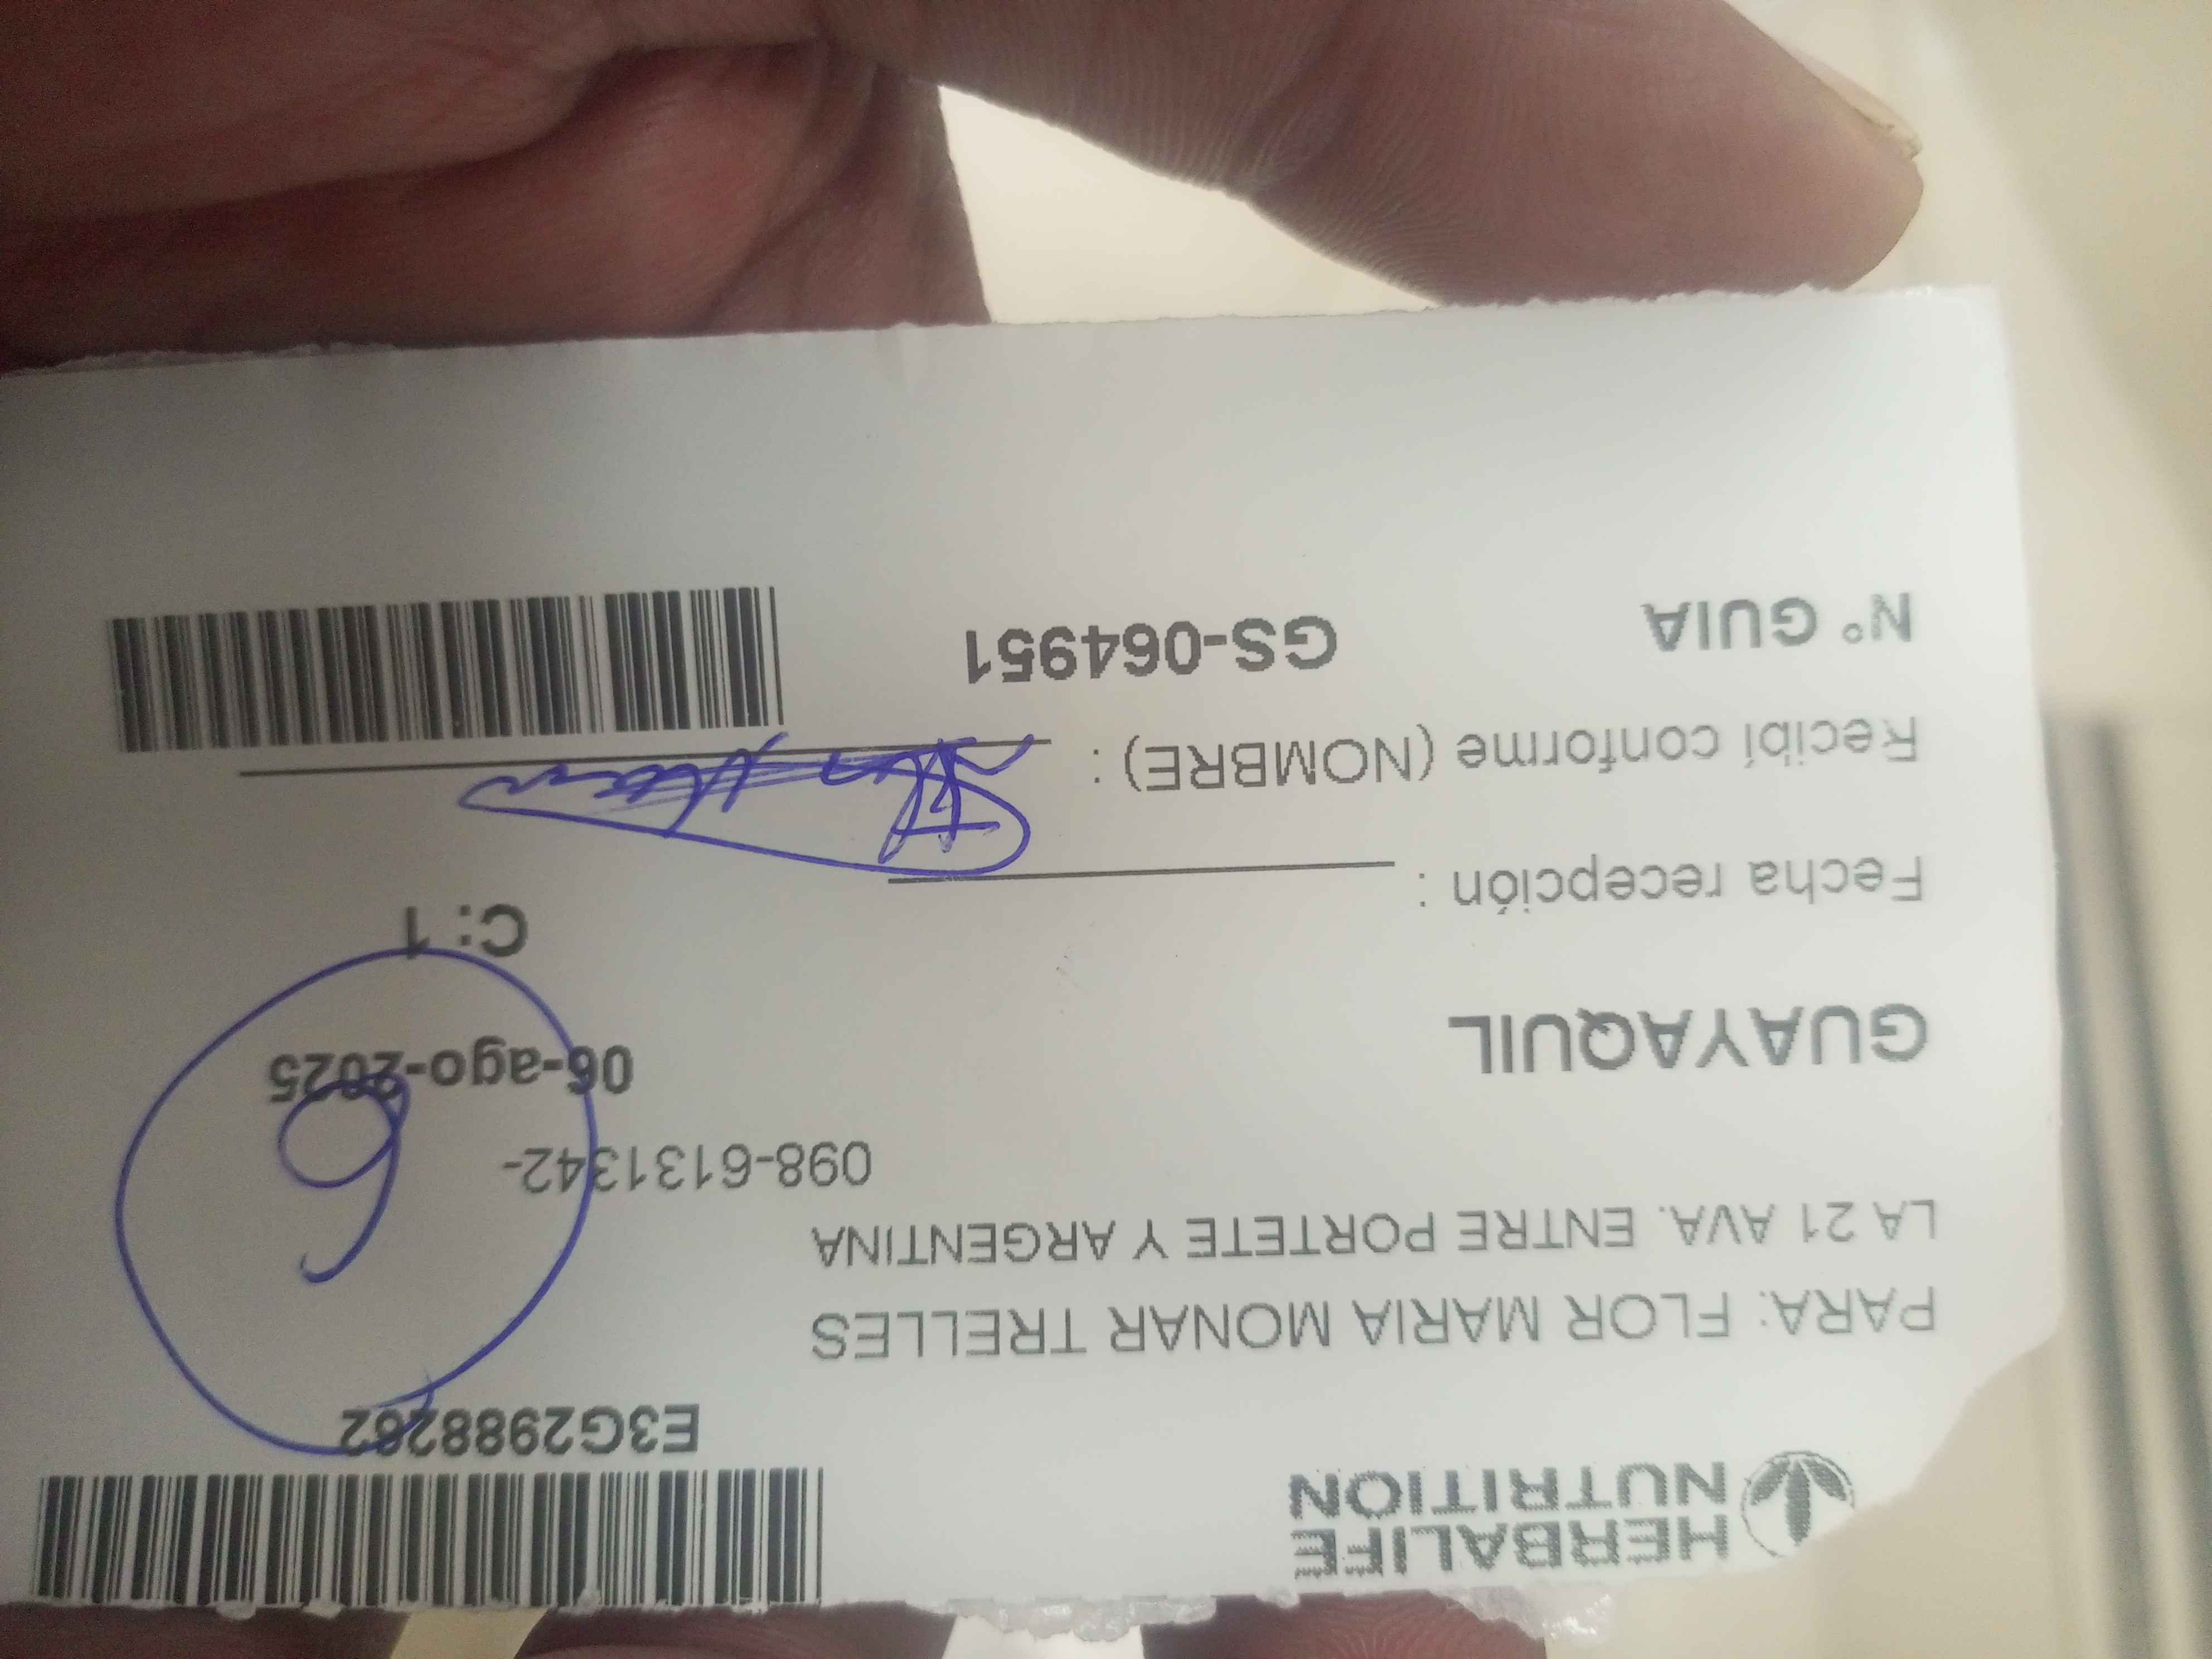 HERBALIFE
NUTRITION
E3G2988262
PARA: FLOR MARIA MONAR TRELLES
LA 21 AVA. ENTRE PORTETE Y ARGENTINA
098-6131342-
GUAYAQUIL
06-ago-2025
6
C: 1
Fecha recepción :
Recibí conforme (NOMBRE) :
N° GUIA
GS-064951